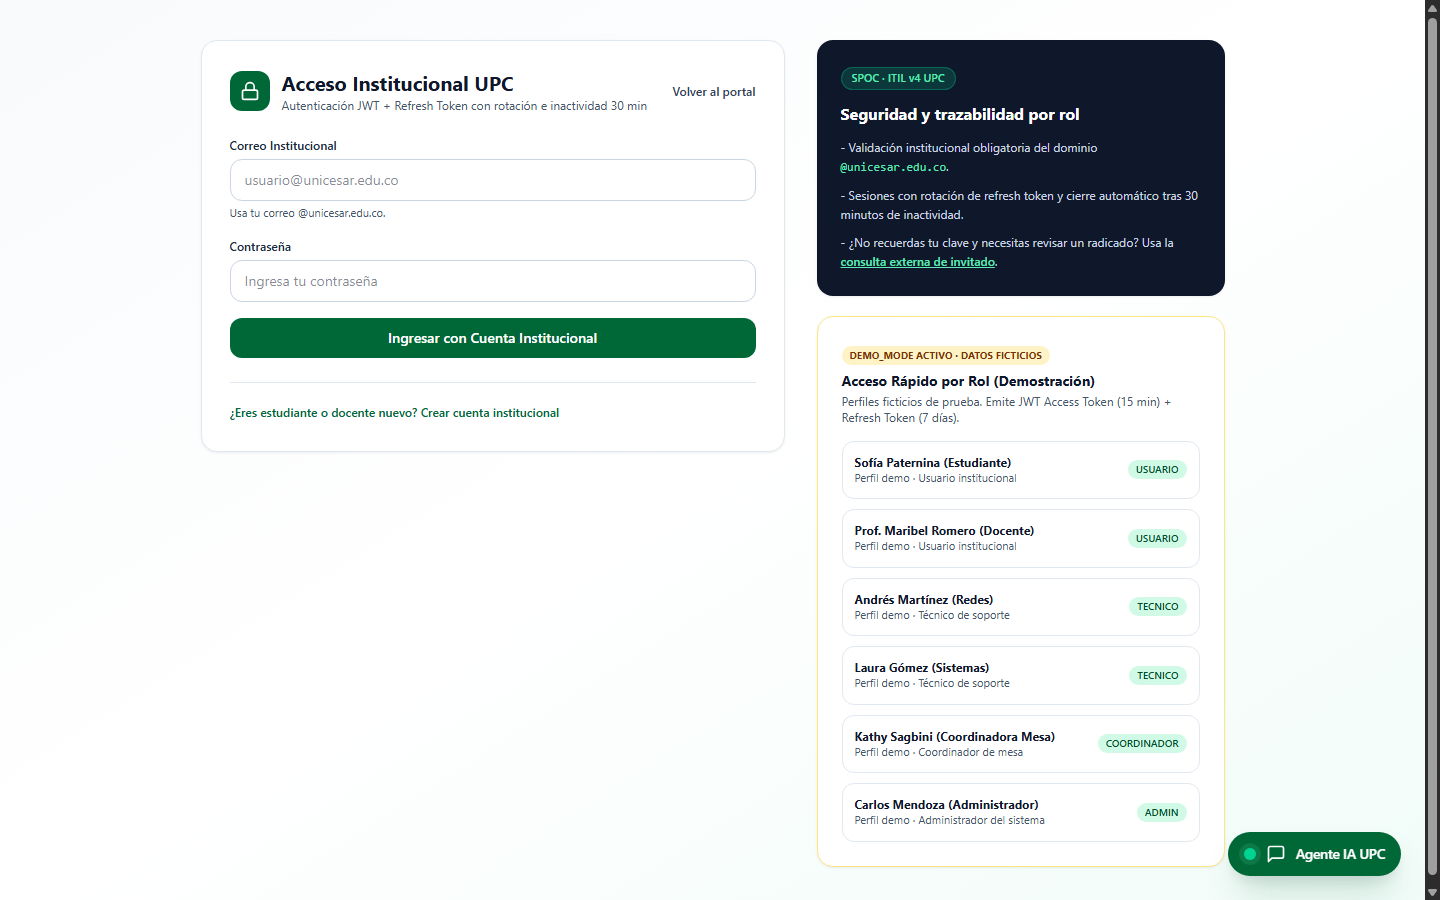 Acceso Institucional UPC
Autenticación JWT + Refresh Token con rotación e inactividad 30 min
Volver al portal
Correo Institucional
usuario@unicesar.edu.co
Usa tu correo @unicesar.edu.co.
Contraseña
Ingresa tu contraseña
Ingresar con Cuenta Institucional
¿Eres estudiante o docente nuevo? Crear cuenta institucional
SPOC · ITIL v4 UPC
Seguridad y trazabilidad por rol
- Validación institucional obligatoria del dominio
@unicesar.edu.co.
- Sesiones con rotación de refresh token y cierre automático tras 30
minutos de inactividad.
- ¿No recuerdas tu clave y necesitas revisar un radicado? Usa la
consulta externa de invitado.
DEMO_MODE ACTIVO · DATOS FICTICIOS
Acceso Rápido por Rol (Demostración)
Perfiles ficticios de prueba. Emite JWT Access Token (15 min) +
Refresh Token (7 días).
Sofía Paternina (Estudiante)
Perfil demo · Usuario institucional
USUARIO
Prof. Maribel Romero (Docente)
Perfil demo · Usuario institucional
USUARIO
Andrés Martínez (Redes)
Perfil demo · Técnico de soporte
TECNICO
Laura Gómez (Sistemas)
Perfil demo · Técnico de soporte
TECNICO
Kathy Sagbini (Coordinadora Mesa)
Perfil demo · Coordinador de mesa
COORDINADOR
Carlos Mendoza (Administrador)
Perfil demo · Administrador del sistema
ADMIN
Agente IA UPC